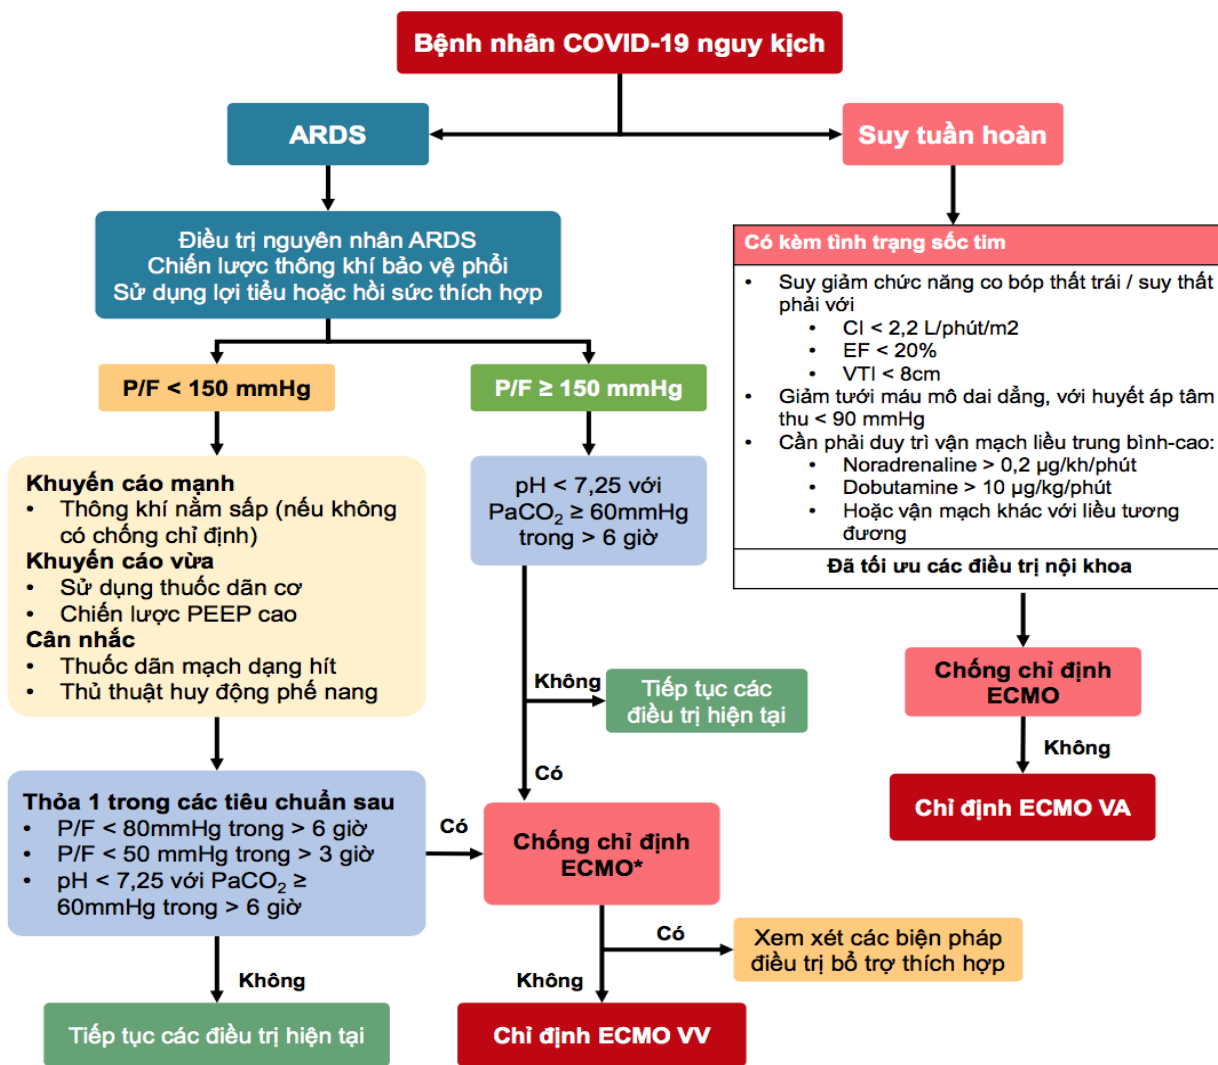 Bệnh nhân COVID-19 nguy kịch
ARDS
Suy tuần hoàn
Điều trị nguyên nhân ARDS
Chiến lược thông khí bảo vệ phổi
Sử dụng lợi tiểu hoặc hồi sức thích hợp
P/F < 150 mmHg
P/F ≥ 150 mmHg
Khuyến cáo mạnh
• Thông khí nằm sấp (nếu không
có chống chỉ định)
Khuyến cáo vừa
• Sử dụng thuốc dãn cơ
• Chiến lược PEEP cao
Cân nhắc
• Thuốc dãn mạch dạng hít
• Thủ thuật huy động phế nang
pH < 7,25 với
PaCO₂ ≥ 60mmHg
trong > 6 giờ
Không
Tiếp tục các
điều trị hiện tại
Có
Thỏa 1 trong các tiêu chuẩn sau
• P/F < 80mmHg trong > 6 giờ
• P/F < 50 mmHg trong > 3 giờ
• pH < 7,25 với PaCO₂ ≥
60mmHg trong > 6 giờ
Có
Chống chỉ định
ECMO*
Không
Tiếp tục các điều trị hiện tại
Có
Xem xét các biện pháp
điều trị bổ trợ thích hợp
Không
Chỉ định ECMO VV
Có kèm tình trạng sốc tim
• Suy giảm chức năng co bóp thất trái / suy thất
phải với
• CI < 2,2 L/phút/m2
• EF < 20%
• VTI < 8cm
• Giảm tưới máu mô dai dẳng, với huyết áp tâm
thu < 90 mmHg
• Cần phải duy trì vận mạch liều trung bình-cao:
• Noradrenaline > 0,2 µg/kh/phút
• Dobutamine > 10 µg/kg/phút
• Hoặc vận mạch khác với liều tương
đương
Đã tối ưu các điều trị nội khoa
Chống chỉ định
ECMO
Không
Chỉ định ECMO VA